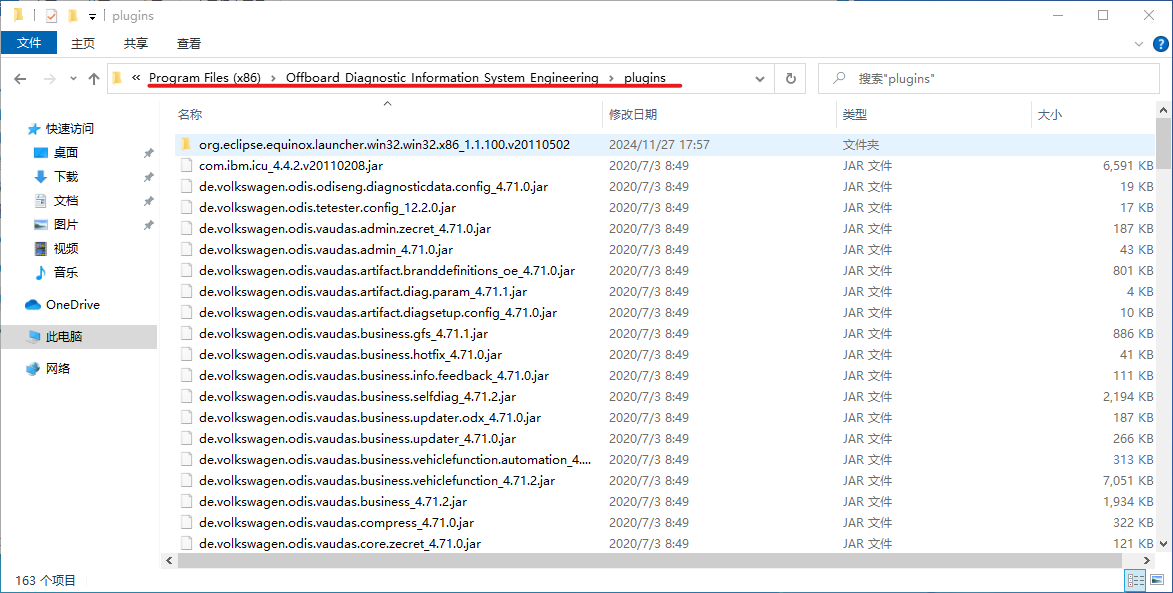 plugins
文件 主页 共享 查看
« Program Files (x86) › Offboard Diagnostic Information System Engineering › plugins 搜索"plugins"
名称 修改日期 类型 大小
快速访问
桌面
下载
文档
图片
视频
音乐
OneDrive
此电脑
网络
org.eclipse.equinox.launcher.win32.win32.x86_1.1.100.v20110502 2024/11/27 17:57 文件夹
com.ibm.icu_4.4.2.v20110208.jar 2020/7/3 8:49 JAR 文件 6,591 KB
de.volkswagen.odis.odiseng.diagnosticdata.config_4.71.0.jar 2020/7/3 8:49 JAR 文件 19 KB
de.volkswagen.odis.tetester.config_12.2.0.jar 2020/7/3 8:49 JAR 文件 17 KB
de.volkswagen.odis.vaudas.admin.zecret_4.71.0.jar 2020/7/3 8:49 JAR 文件 187 KB
de.volkswagen.odis.vaudas.admin_4.71.0.jar 2020/7/3 8:49 JAR 文件 43 KB
de.volkswagen.odis.vaudas.artifact.branddefinitions_oe_4.71.0.jar 2020/7/3 8:49 JAR 文件 801 KB
de.volkswagen.odis.vaudas.artifact.diag.param_4.71.1.jar 2020/7/3 8:49 JAR 文件 4 KB
de.volkswagen.odis.vaudas.artifact.diagsetup.config_4.71.0.jar 2020/7/3 8:49 JAR 文件 10 KB
de.volkswagen.odis.vaudas.business.gfs_4.71.1.jar 2020/7/3 8:49 JAR 文件 886 KB
de.volkswagen.odis.vaudas.business.hotfix_4.71.0.jar 2020/7/3 8:49 JAR 文件 41 KB
de.volkswagen.odis.vaudas.business.info.feedback_4.71.0.jar 2020/7/3 8:49 JAR 文件 111 KB
de.volkswagen.odis.vaudas.business.selfdiag_4.71.2.jar 2020/7/3 8:49 JAR 文件 2,194 KB
de.volkswagen.odis.vaudas.business.updater.odx_4.71.0.jar 2020/7/3 8:49 JAR 文件 187 KB
de.volkswagen.odis.vaudas.business.updater_4.71.0.jar 2020/7/3 8:49 JAR 文件 266 KB
de.volkswagen.odis.vaudas.business.vehiclefunction.automation_4.... 2020/7/3 8:49 JAR 文件 313 KB
de.volkswagen.odis.vaudas.business.vehiclefunction_4.71.2.jar 2020/7/3 8:49 JAR 文件 7,051 KB
de.volkswagen.odis.vaudas.business_4.71.2.jar 2020/7/3 8:49 JAR 文件 1,934 KB
de.volkswagen.odis.vaudas.compress_4.71.0.jar 2020/7/3 8:49 JAR 文件 322 KB
de.volkswagen.odis.vaudas.core.zecret_4.71.0.jar 2020/7/3 8:49 JAR 文件 121 KB
163 个项目